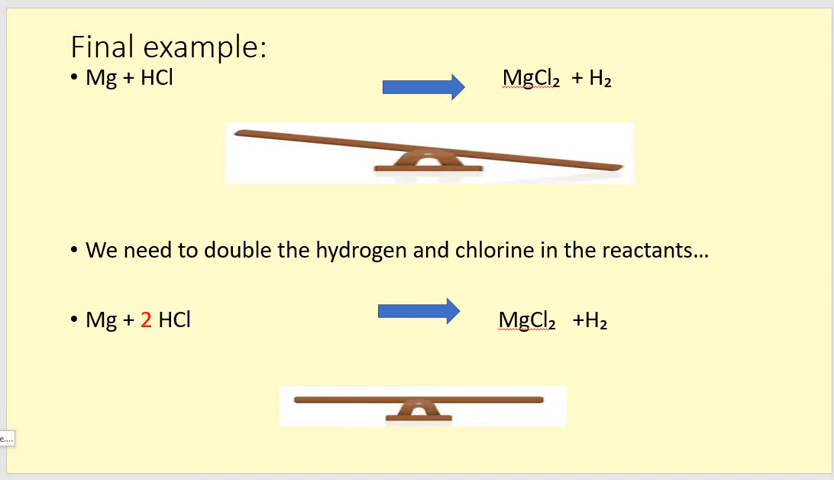 Final example:
• Mg + HCl MgCl₂ + H₂
• We need to double the hydrogen and chlorine in the reactants...
• Mg + 2 HCl MgCl₂ +H₂
e....